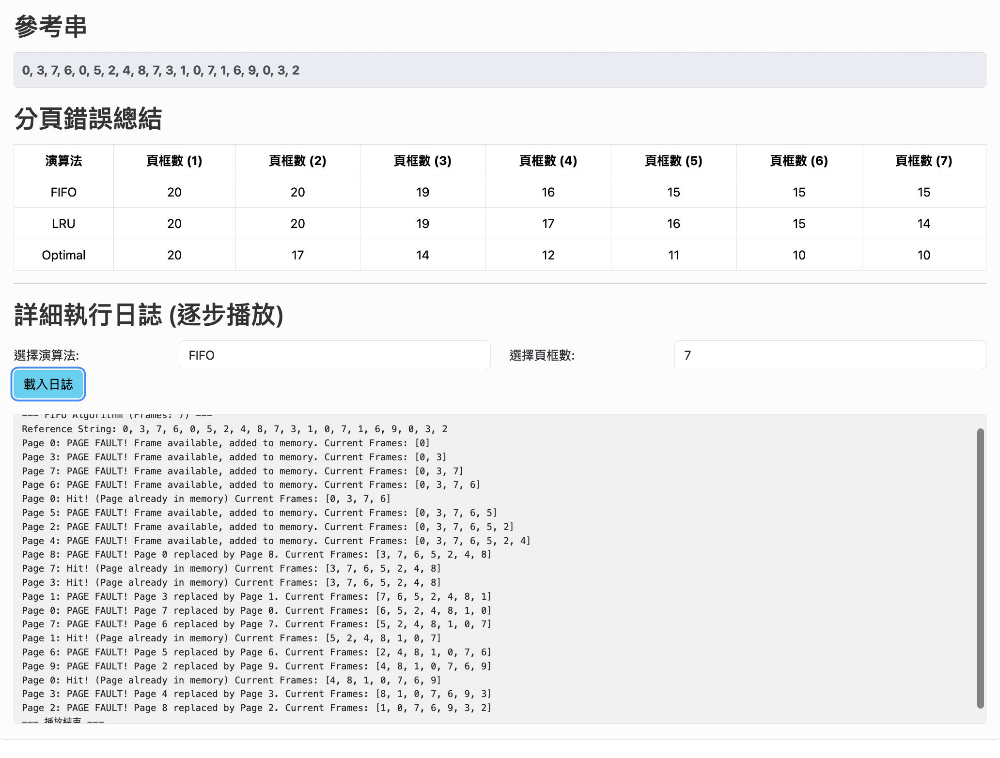 參考串
0, 3, 7, 6, 0, 5, 2, 4, 8, 7, 3, 1, 0, 7, 1, 6, 9, 0, 3, 2
分頁錯誤總結
演算法 頁框數 (1) 頁框數 (2) 頁框數 (3) 頁框數 (4) 頁框數 (5) 頁框數 (6) 頁框數 (7)
FIFO 20 20 19 16 15 15 15
LRU 20 20 19 17 16 15 14
Optimal 20 17 14 12 11 10 10
詳細執行日誌 (逐步播放)
選擇演算法: FIFO 選擇頁框數: 7
載入日誌
--- FIFO Algorithm (Frames: 7) ---
Reference String: 0, 3, 7, 6, 0, 5, 2, 4, 8, 7, 3, 1, 0, 7, 1, 6, 9, 0, 3, 2
Page 0: PAGE FAULT! Frame available, added to memory. Current Frames: [0]
Page 3: PAGE FAULT! Frame available, added to memory. Current Frames: [0, 3]
Page 7: PAGE FAULT! Frame available, added to memory. Current Frames: [0, 3, 7]
Page 6: PAGE FAULT! Frame available, added to memory. Current Frames: [0, 3, 7, 6]
Page 0: Hit! (Page already in memory) Current Frames: [0, 3, 7, 6]
Page 5: PAGE FAULT! Frame available, added to memory. Current Frames: [0, 3, 7, 6, 5]
Page 2: PAGE FAULT! Frame available, added to memory. Current Frames: [0, 3, 7, 6, 5, 2]
Page 4: PAGE FAULT! Frame available, added to memory. Current Frames: [0, 3, 7, 6, 5, 2, 4]
Page 8: PAGE FAULT! Page 0 replaced by Page 8. Current Frames: [3, 7, 6, 5, 2, 4, 8]
Page 7: Hit! (Page already in memory) Current Frames: [3, 7, 6, 5, 2, 4, 8]
Page 3: Hit! (Page already in memory) Current Frames: [3, 7, 6, 5, 2, 4, 8]
Page 1: PAGE FAULT! Page 3 replaced by Page 1. Current Frames: [7, 6, 5, 2, 4, 8, 1]
Page 0: PAGE FAULT! Page 7 replaced by Page 0. Current Frames: [6, 5, 2, 4, 8, 1, 0]
Page 7: PAGE FAULT! Page 6 replaced by Page 7. Current Frames: [5, 2, 4, 8, 1, 0, 7]
Page 1: Hit! (Page already in memory) Current Frames: [5, 2, 4, 8, 1, 0, 7]
Page 6: PAGE FAULT! Page 5 replaced by Page 6. Current Frames: [2, 4, 8, 1, 0, 7, 6]
Page 9: PAGE FAULT! Page 2 replaced by Page 9. Current Frames: [4, 8, 1, 0, 7, 6, 9]
Page 0: Hit! (Page already in memory) Current Frames: [4, 8, 1, 0, 7, 6, 9]
Page 3: PAGE FAULT! Page 4 replaced by Page 3. Current Frames: [8, 1, 0, 7, 6, 9, 3]
Page 2: PAGE FAULT! Page 8 replaced by Page 2. Current Frames: [1, 0, 7, 6, 9, 3, 2]
--- 播放結束 ---